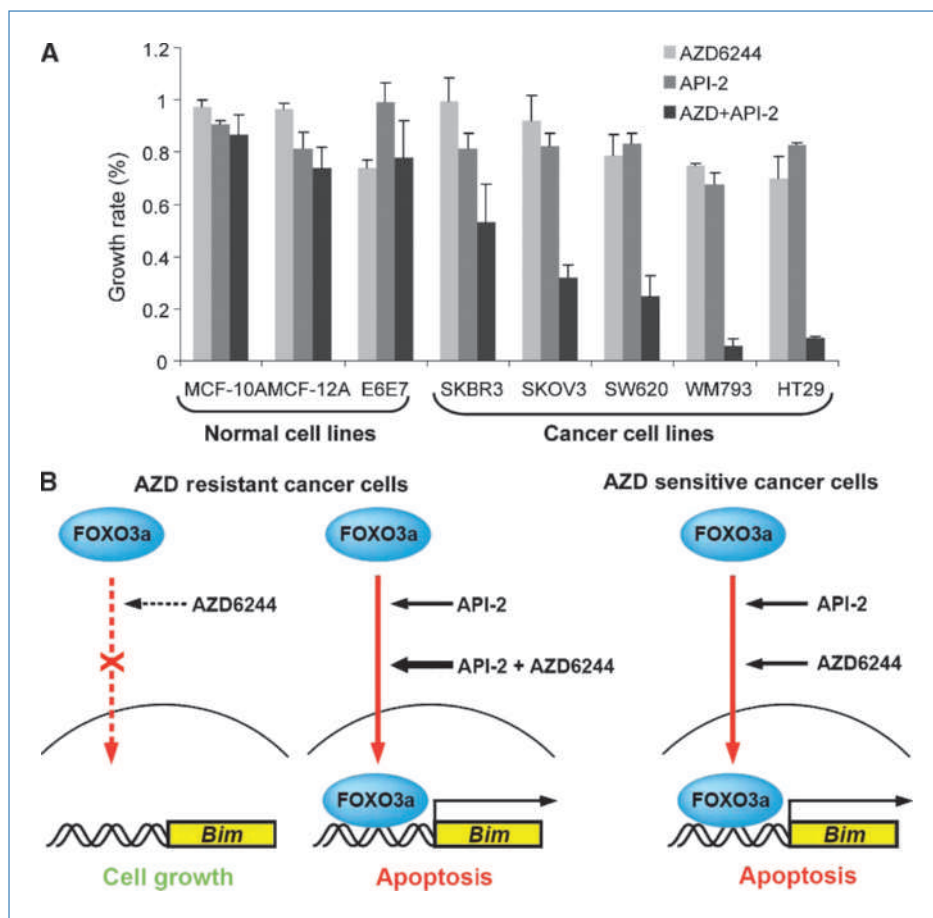 A
1.2
1
0.8
0.6
0.4
0.2
0
Growth rate (%)
AZD6244
API-2
AZD+API-2
MCF-10A MCF-12A E6E7 SKBR3 SKOV3 SW620 WM793 HT29
Normal cell lines Cancer cell lines
B
AZD resistant cancer cells AZD sensitive cancer cells
FOXO3a FOXO3a FOXO3a
AZD6244 API-2 API-2
X
API-2 + AZD6244 AZD6244
FOXO3a FOXO3a
Bim Bim Bim
Cell growth Apoptosis Apoptosis